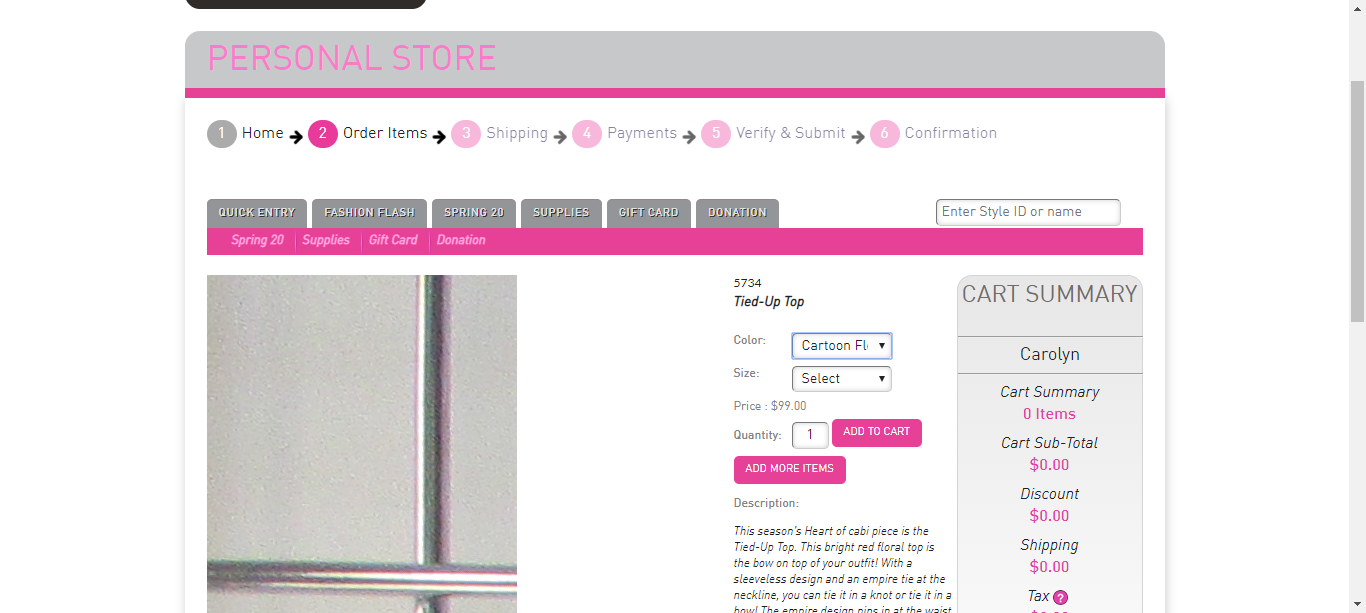 PERSONAL STORE
1 Home 2 Order Items 3 Shipping 4 Payments 5 Verify & Submit 6 Confirmation
QUICK ENTRY FASHION FLASH SPRING 20 SUPPLIES GIFT CARD DONATION
Enter Style ID or name
Spring 20 Supplies Gift Card Donation
5734
Tied-Up Top
Color: Cartoon Fl
Size: Select
Price : $99.00
Quantity: 1 ADD TO CART
ADD MORE ITEMS
Description:
This season's Heart of cabi piece is the
Tied-Up Top. This bright red floral top is
the bow on top of your outfit! With a
sleeveless design and an empire tie at the
neckline, you can tie it in a knot or tie it in a
bow! The empire design nips in at the waist
CART SUMMARY
Carolyn
Cart Summary
0 Items
Cart Sub-Total
$0.00
Discount
$0.00
Shipping
$0.00
Tax ?